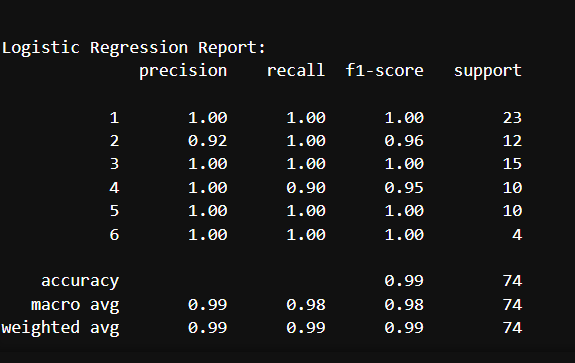 Logistic Regression Report:
precision recall f1-score support
1 1.00 1.00 1.00 23
2 0.92 1.00 0.96 12
3 1.00 1.00 1.00 15
4 1.00 0.90 0.95 10
5 1.00 1.00 1.00 10
6 1.00 1.00 1.00 4
accuracy 0.99 74
macro avg 0.99 0.98 0.98 74
weighted avg 0.99 0.99 0.99 74